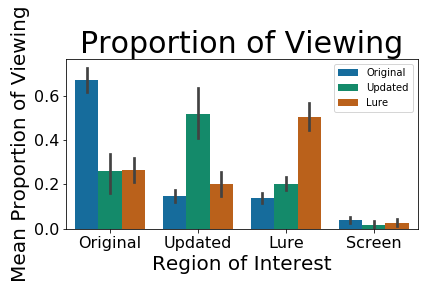 Proportion of Viewing
Mean Proportion of Viewing
0.6
0.4
0.2
0.0
Original
Updated
Lure
Original Updated Lure Screen
Region of Interest